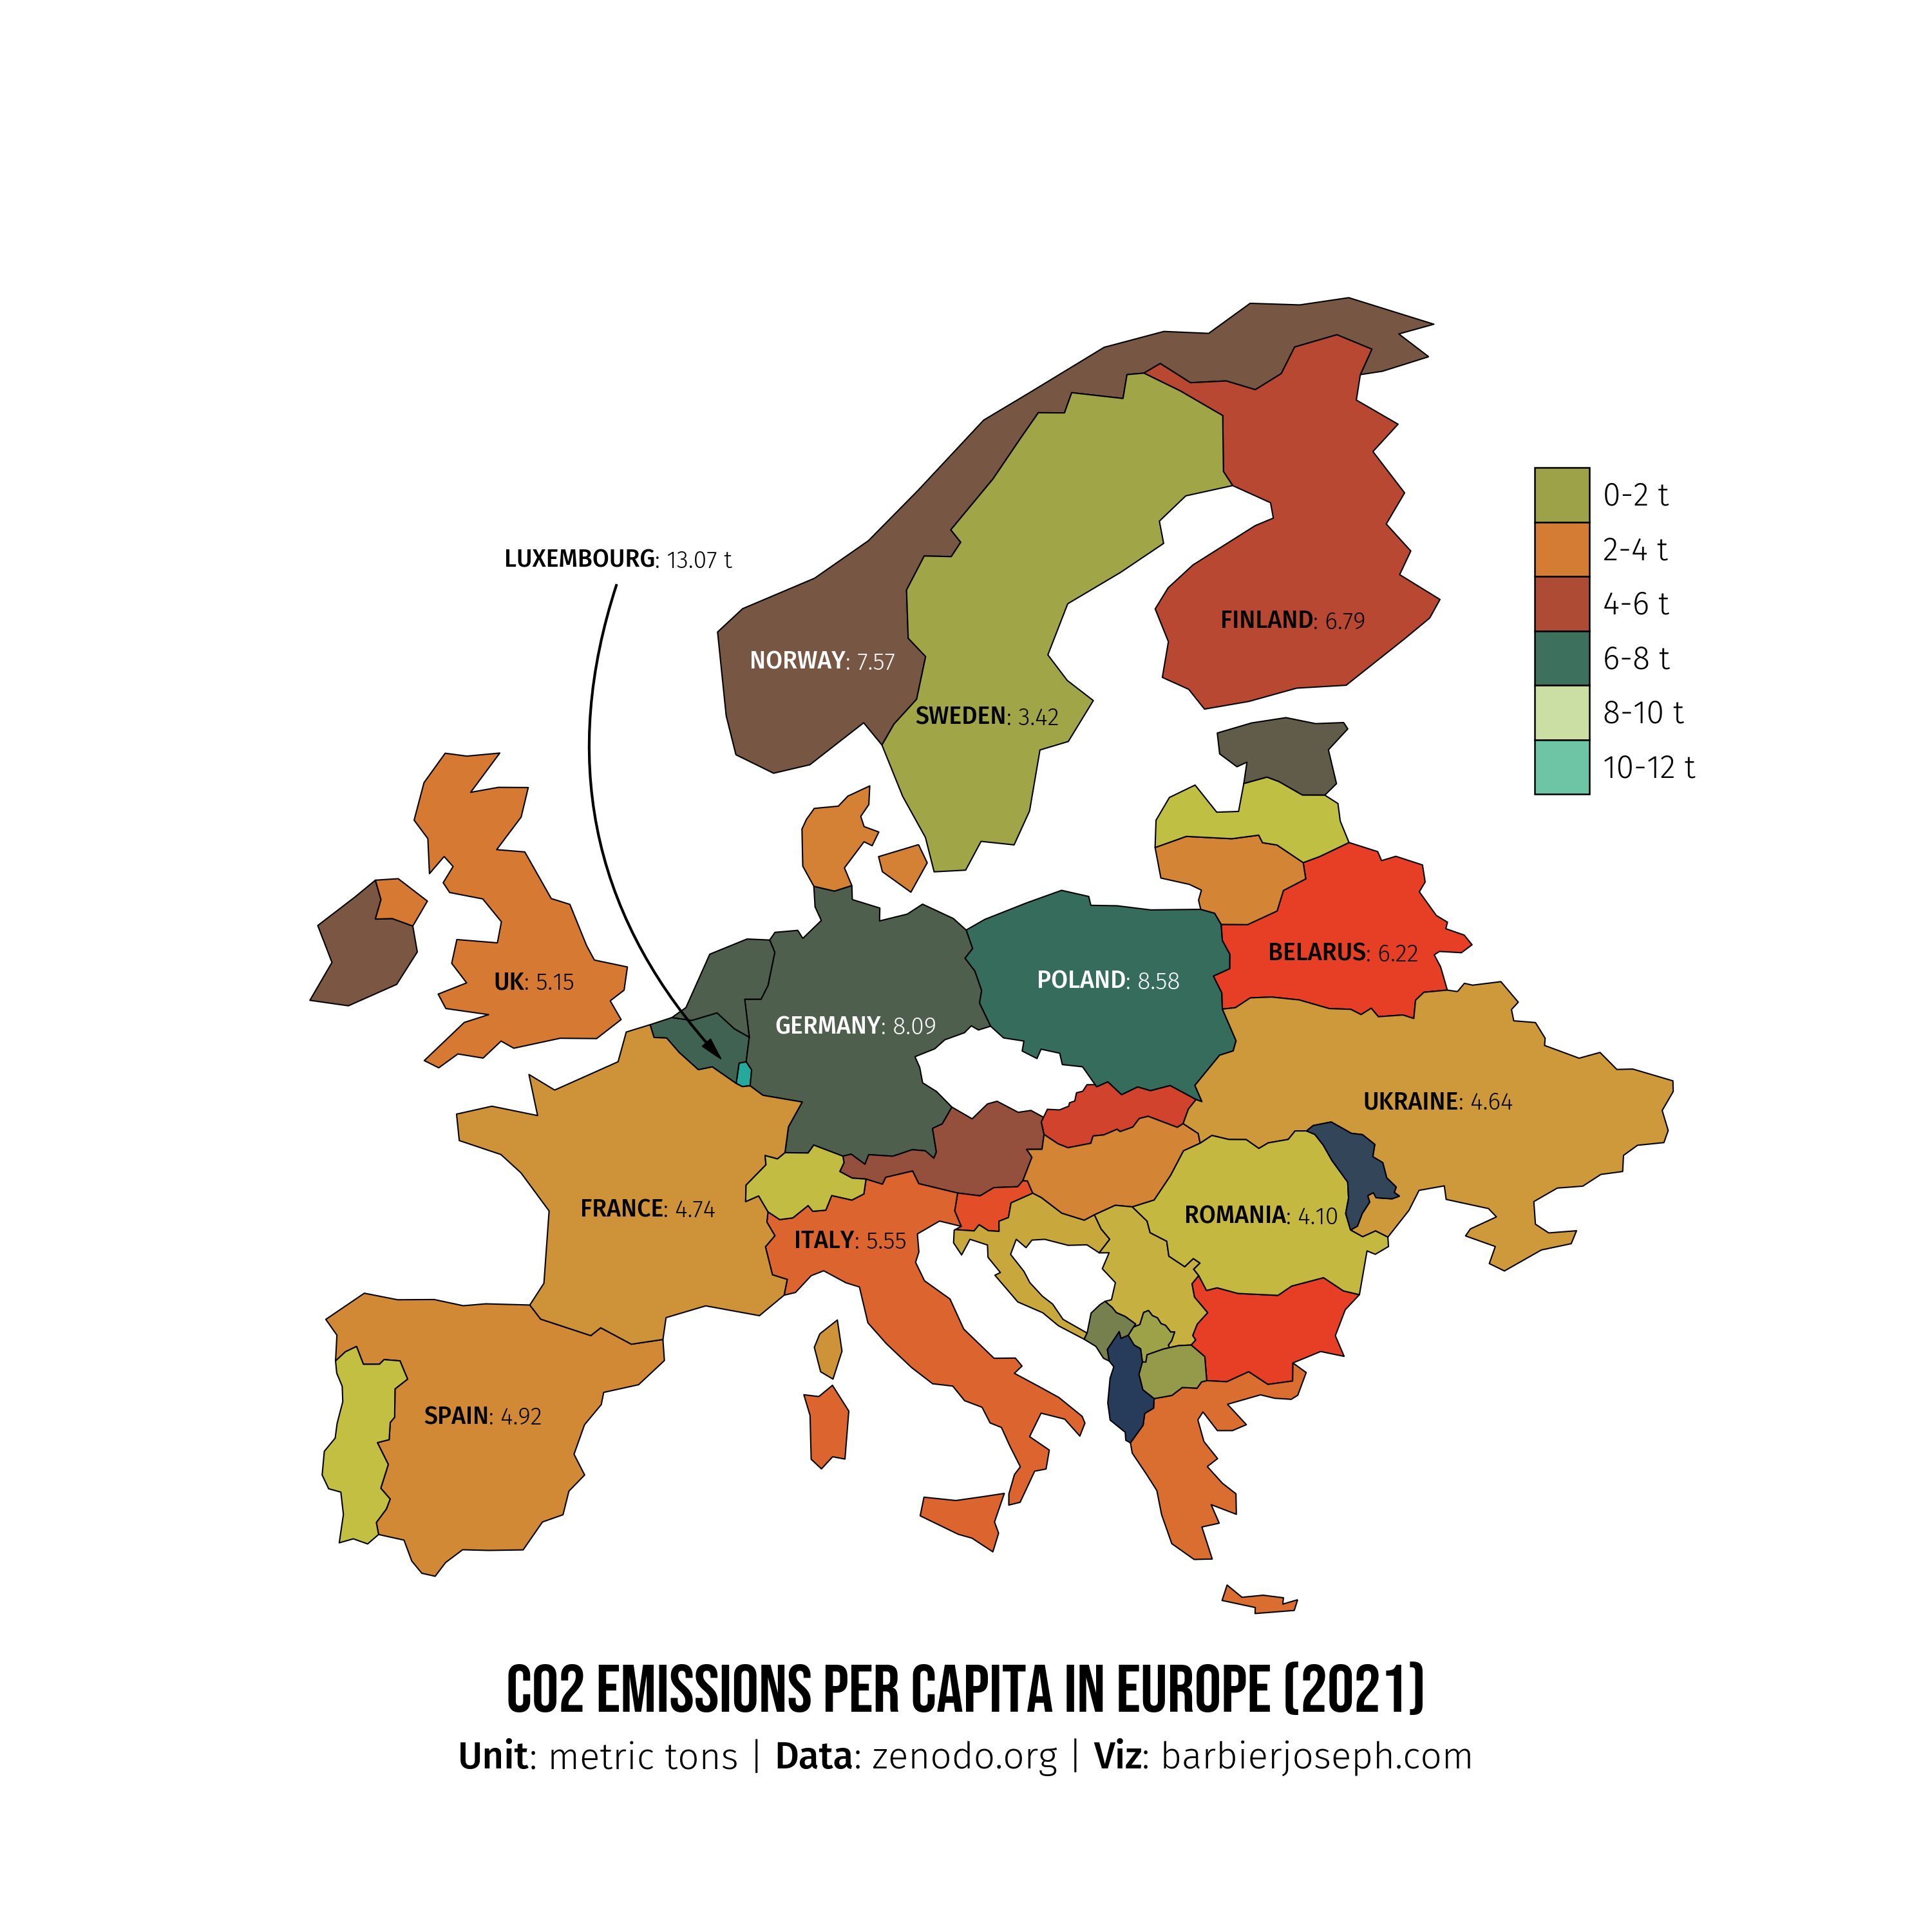 LUXEMBOURG: 13.07 t
NORWAY: 7.57
FINLAND: 6.79
SWEDEN: 3.42
0-2 t
2-4 t
4-6 t
6-8 t
8-10 t
10-12 t
UK: 5.15
BELARUS: 6.22
POLAND: 8.58
GERMANY: 8.09
UKRAINE: 4.64
FRANCE: 4.74
ROMANIA: 4.10
ITALY: 5.55
SPAIN: 4.92
CO2 EMISSIONS PER CAPITA IN EUROPE (2021)
Unit: metric tons | Data: zenodo.org | Viz: barbierjoseph.com